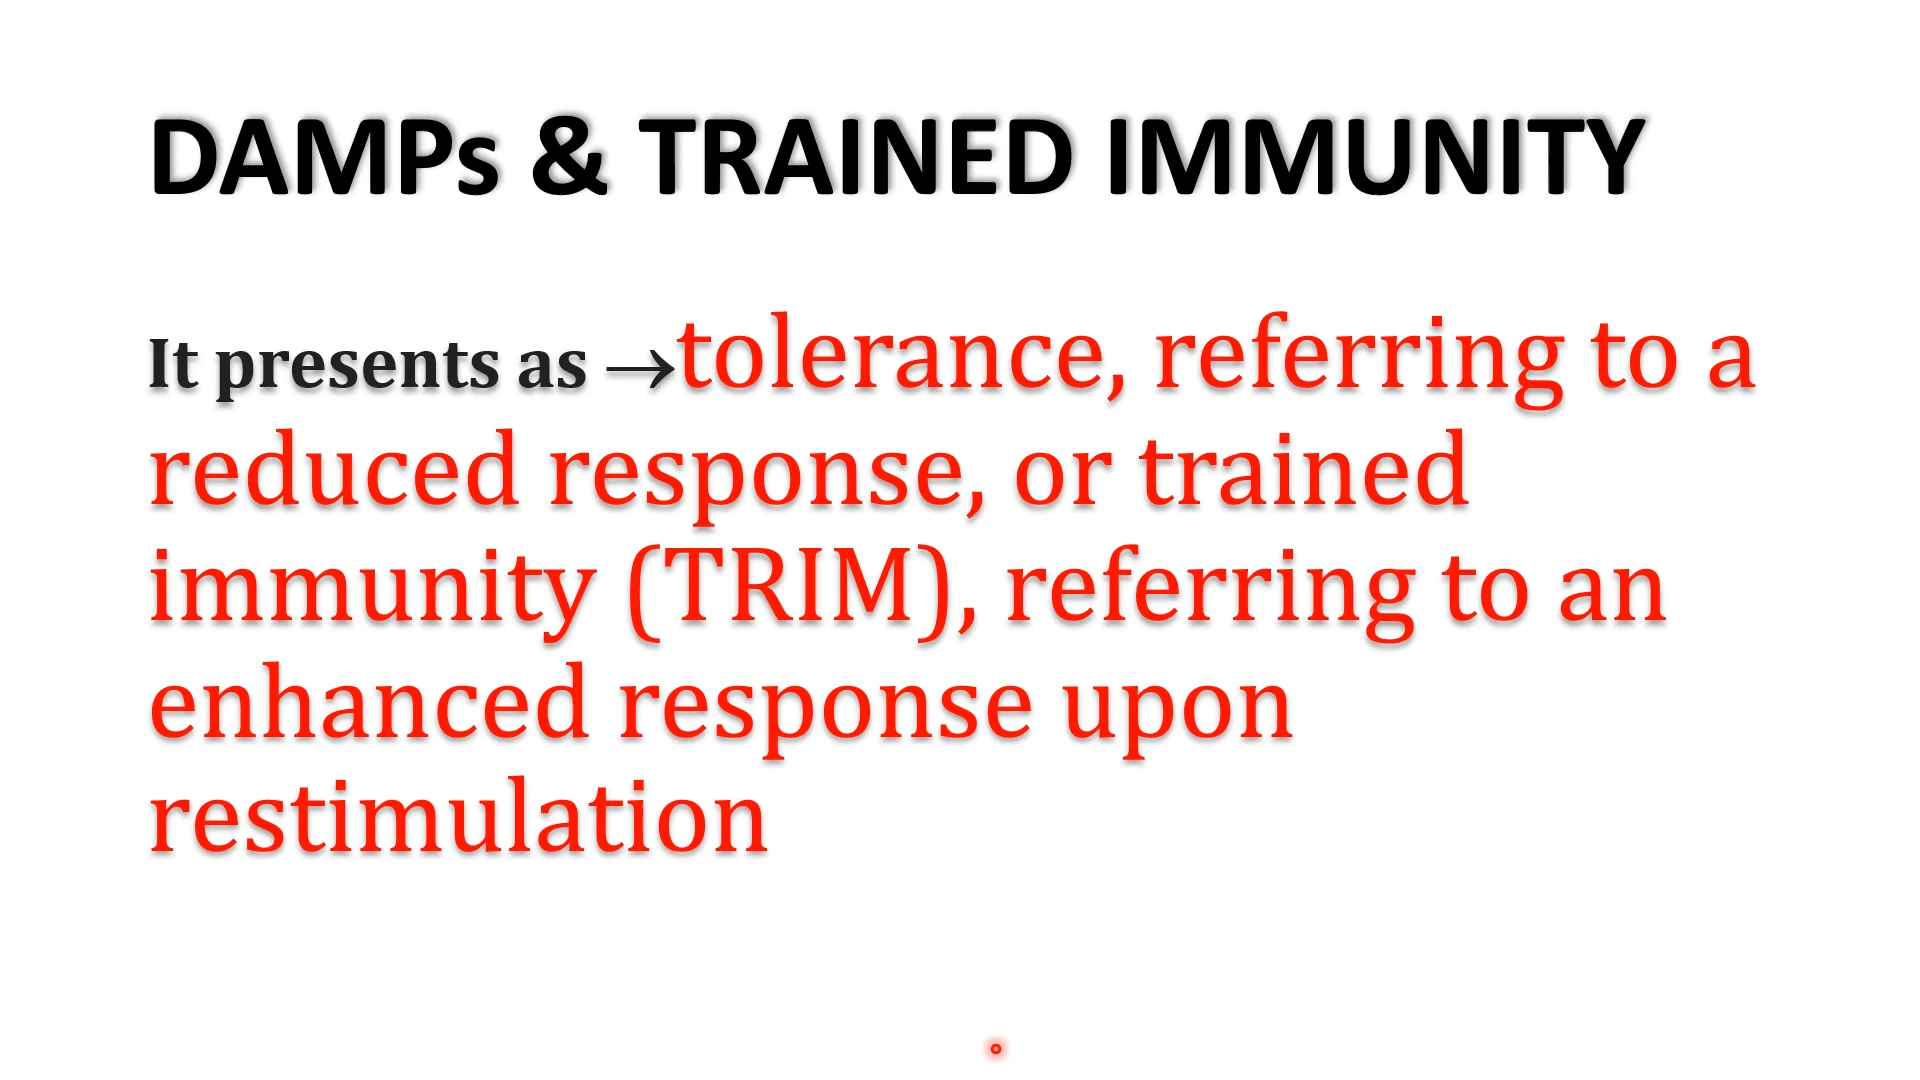 DAMPs & TRAINED IMMUNITY
It presents as →tolerance, referring to a
reduced response, or trained
immunity (TRIM), referring to an
enhanced response upon
restimulation